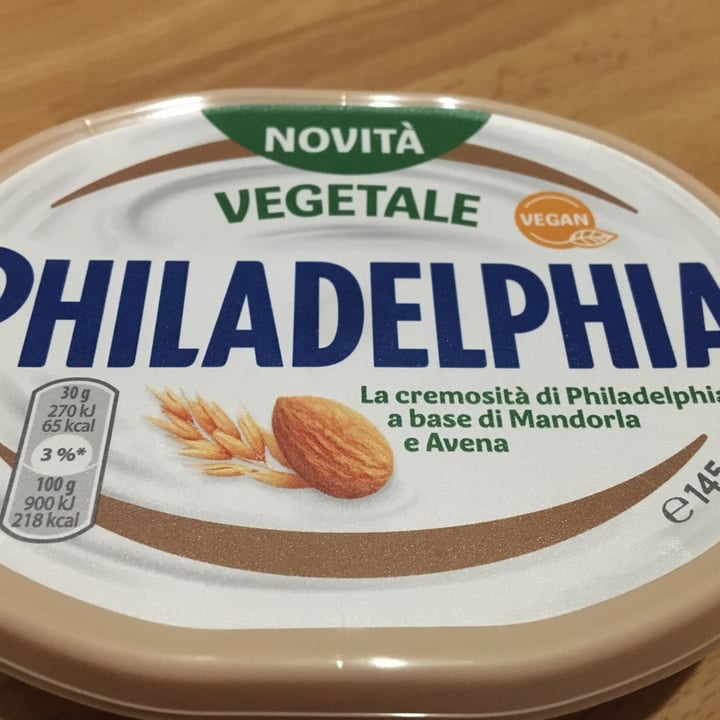 NOVITÀ
VEGETALE
VEGAN
PHILADELPHIA
La cremosità di Philadelphia
a base di Mandorla
e Avena
30 g
270 kJ
65 kcal
3 %*
100 g
900 kJ
218 kcal
℮145